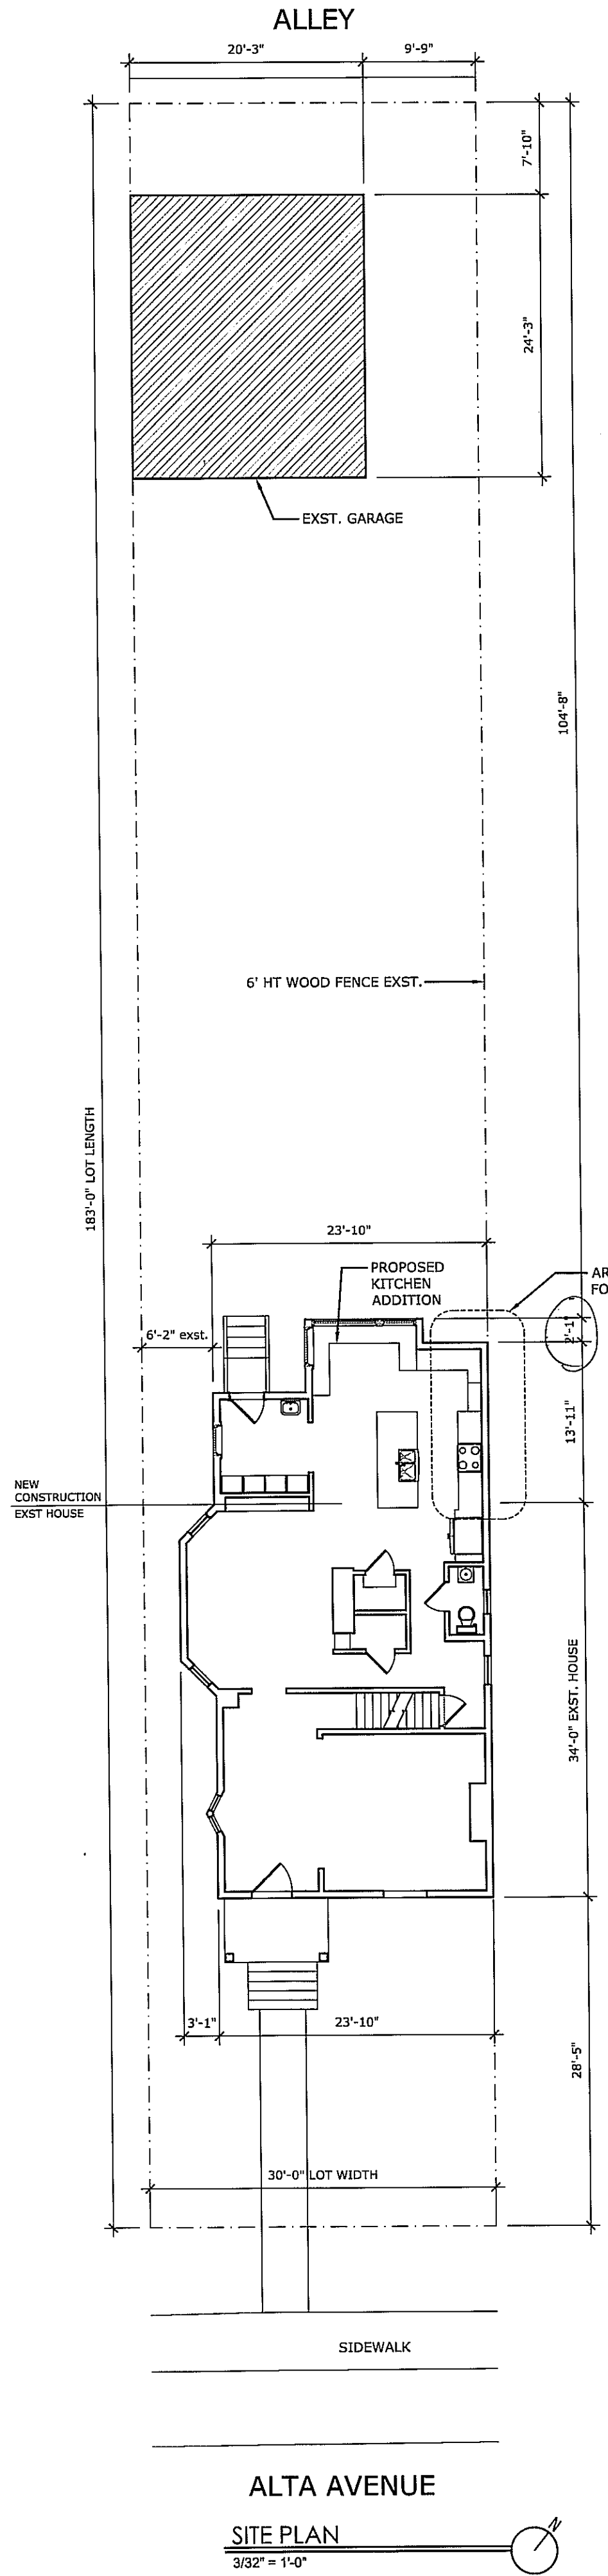 ALLEY
20'-3"
9'-9"
7'-10"
24'-3"
EXST. GARAGE
104'-8"
6' HT WOOD FENCE EXST.
183'-0" LOT LENGTH
23'-10"
PROPOSED
KITCHEN
ADDITION
AR
FO
6'-2" exst.
2'-1"
13'-11"
NEW
CONSTRUCTION
EXST HOUSE
34'-0" EXST. HOUSE
3'-1"
23'-10"
28'-5"
30'-0" LOT WIDTH
SIDEWALK
ALTA AVENUE
SITE PLAN
3/32" = 1'-0"
N